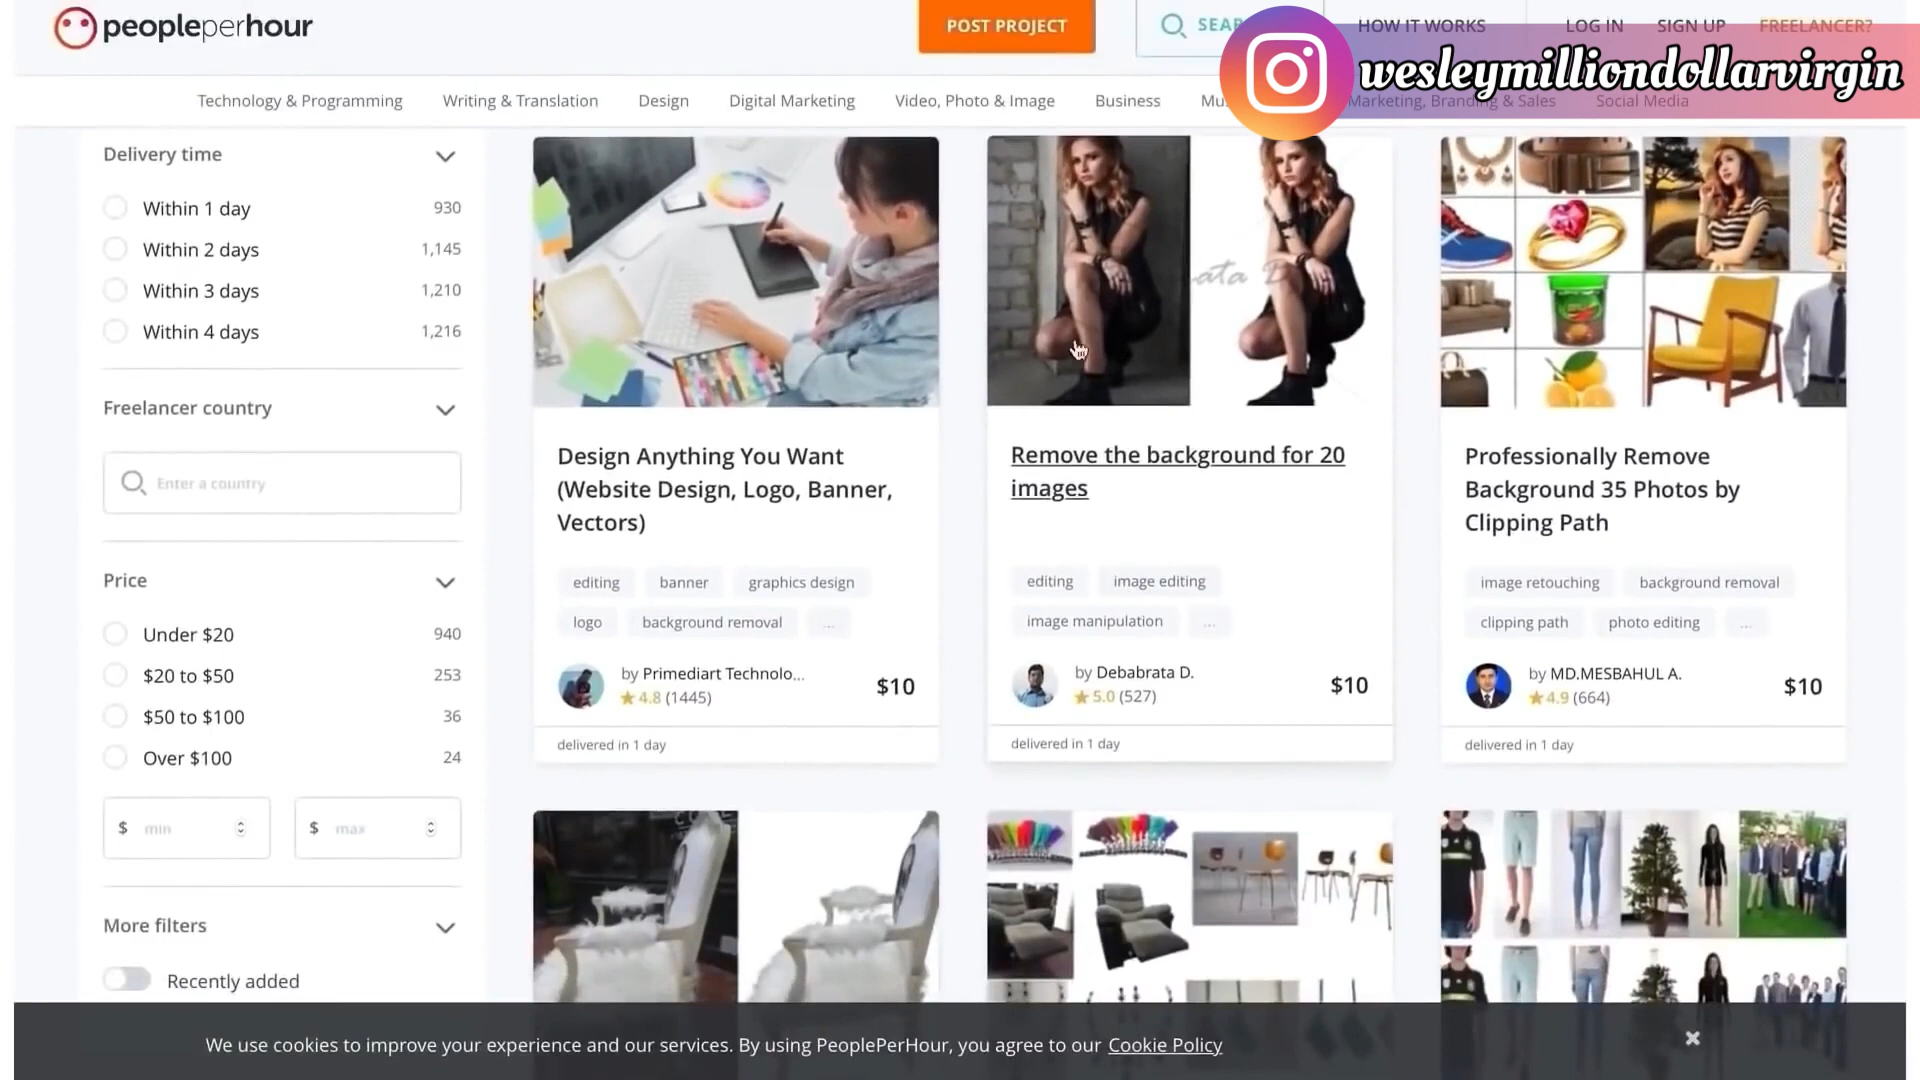 peopleperhour
POST PROJECT
HOW IT WORKS
LOG IN
SIGN UP
FREELANCER?
wesleymilliondollarvirgin
Technology & Programming
Writing & Translation
Design
Digital Marketing
Video, Photo & Image
Business
Marketing, Branding & Sales
Social Media
Delivery time
Within 1 day 930
Within 2 days 1,145
Within 3 days 1,210
Within 4 days 1,216
Freelancer country
Enter a country
Price
Under $20 940
$20 to $50 253
$50 to $100 36
Over $100 24
$ min
$ max
More filters
Recently added
Design Anything You Want
(Website Design, Logo, Banner,
Vectors)
editing banner graphics design
logo background removal ...
by Primediart Technolo...
4.8 (1445)
$10
delivered in 1 day
Remove the background for 20
images
editing image editing
image manipulation ...
by Debabrata D.
5.0 (527)
$10
delivered in 1 day
Professionally Remove
Background 35 Photos by
Clipping Path
image retouching background removal
clipping path photo editing ...
by MD.MESBAHUL A.
4.9 (664)
$10
delivered in 1 day
We use cookies to improve your experience and our services. By using PeoplePerHour, you agree to our Cookie Policy